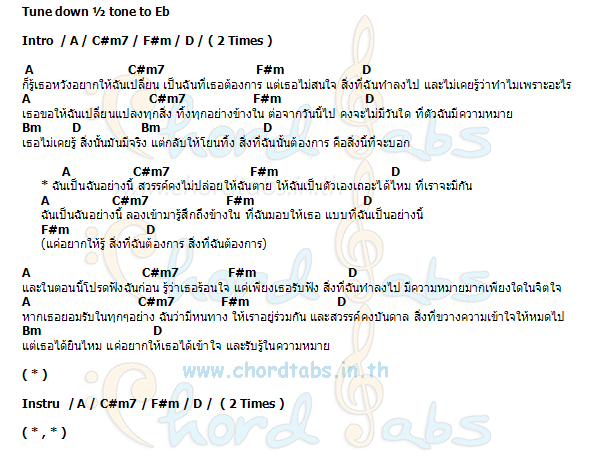 Tune down ½ tone to Eb
Intro / A / C#m7 / F#m / D / ( 2 Times )
A C#m7 F#m D
ก็รู้เธอหวังอยากให้ฉันเปลี่ยน เป็นฉันที่เธอต้องการ แต่เธอไม่สนใจ สิ่งที่ฉันทำลงไป และไม่เคยรู้ว่าทำไมเพราะอะไร
A C#m7 F#m D
เธอขอให้ฉันเปลี่ยนแปลงทุกสิ่ง ทิ้งทุกอย่างข้างใน ต่อจากวันนี้ไป คงจะไม่มีวันใด ที่ตัวฉันมีความหมาย
Bm D Bm D
เธอไม่เคยรู้ สิ่งนั้นมันมีจริง แต่กลับให้โยนทิ้ง สิ่งที่ฉันนั้นต้องการ คือสิ่งนี้ที่จะบอก
A C#m7 F#m D
* ฉันเป็นฉันอย่างนี้ สวรรค์คงไม่ปล่อยให้ฉันตาย ให้ฉันเป็นตัวเองเถอะได้ไหม ที่เราจะมีกัน
A C#m7 F#m D
ฉันเป็นฉันอย่างนี้ ลองเข้ามารู้สึกถึงข้างใน ที่ฉันมอบให้เธอ แบบที่ฉันเป็นอย่างนี้
F#m D
(แค่อยากให้รู้ สิ่งที่ฉันต้องการ สิ่งที่ฉันต้องการ)
A C#m7 F#m D
และในตอนนี้โปรดฟังฉันก่อน รู้ว่าเธอร้อนใจ แค่เพียงเธอรับฟัง สิ่งที่ฉันทำลงไป มีความหมายมากเพียงใดในจิตใจ
A C#m7 F#m D
หากเธอยอมรับในทุกๆอย่าง ฉันว่ามีหนทาง ให้เราอยู่ร่วมกัน และสวรรค์คงบันดาล สิ่งที่ขวางความเข้าใจให้หมดไป
Bm D
แต่เธอได้ยินไหม แค่อยากให้เธอได้เข้าใจ และรับรู้ในความหมาย
( * )
www.chordtabs.in.th
Instru / A / C#m7 / F#m / D / ( 2 Times )
( * , * )